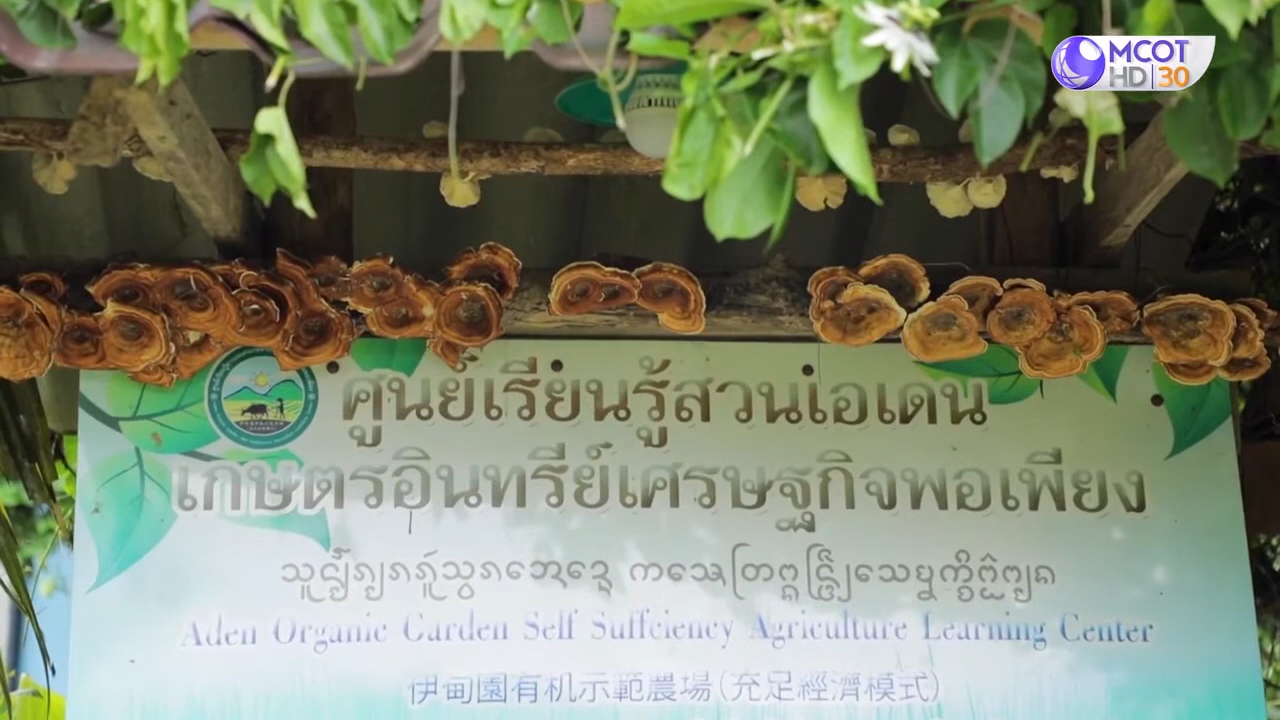 MCOT
HD 30
ศูนย์เรียนรู้สวนเอเดน
เกษตรอินทรีย์เศรษฐกิจพอเพียง
Aden Organic Garden Self Suffciency Agriculture Learning Center
伊甸園有机示範農場(充足經濟模式)